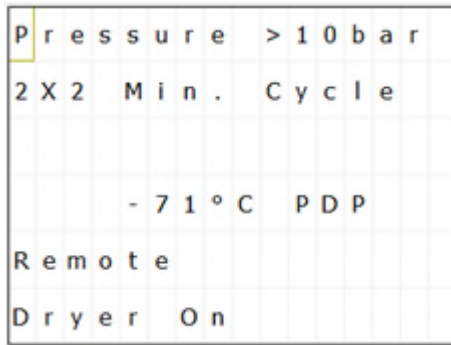 Pressure >10bar
2X2 Min. Cycle
-71°C PDP
Remote
Dryer On